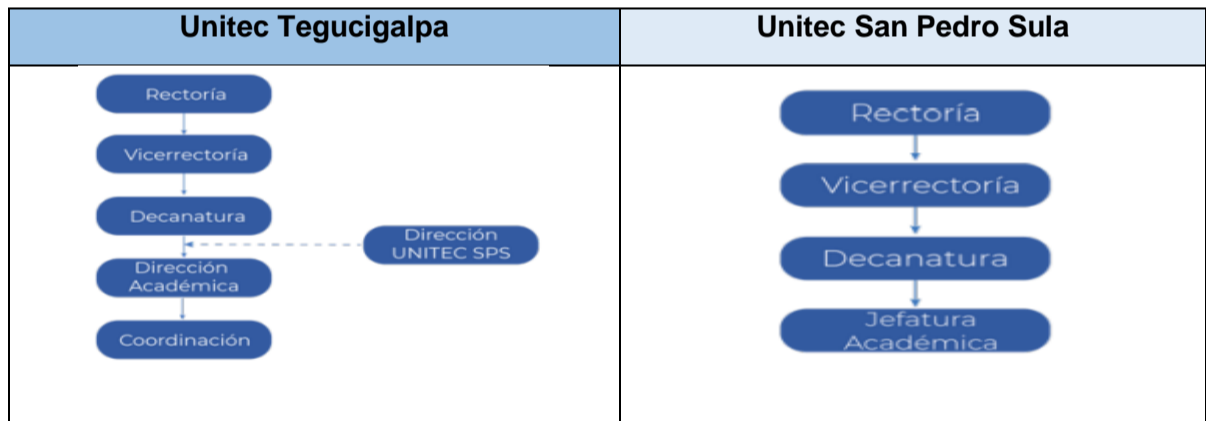 Unitec Tegucigalpa
Rectoría
Vicerrectoría
Decanatura
Dirección
UNITEC SPS
Dirección
Académica
Coordinación
Unitec San Pedro Sula
Rectoría
Vicerrectoría
Decanatura
Jefatura
Académica